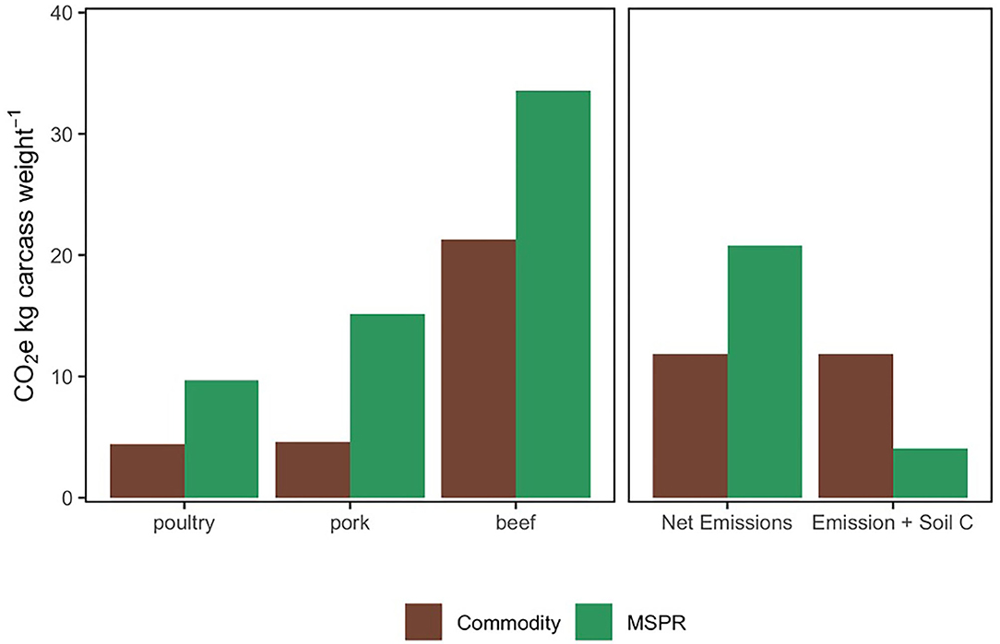 40
30
20
10
0
CO₂e kg carcass weight⁻¹
poultry pork beef
Net Emissions Emission + Soil C
Commodity MSPR